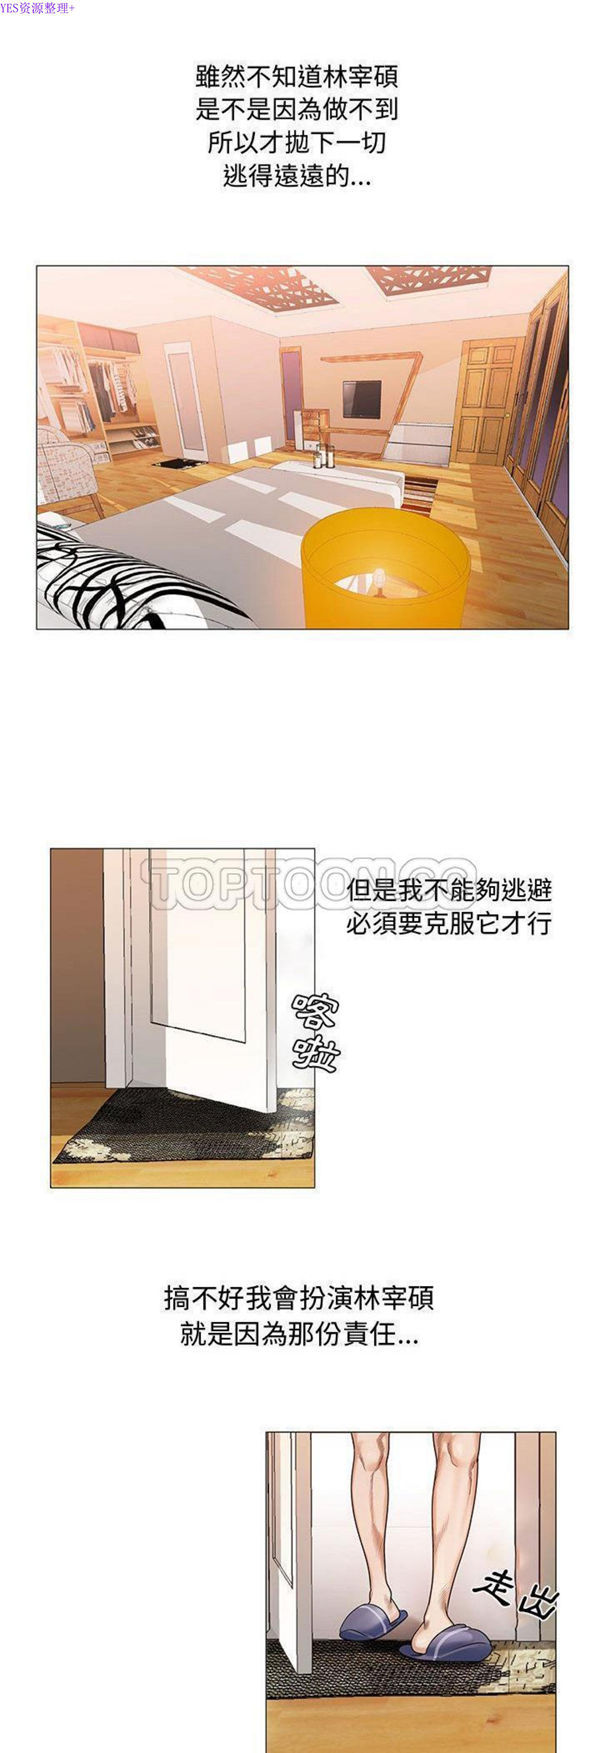 YES资源整理+
雖然不知道林宰碩
是不是因為做不到
所以才拋下一切
逃得遠遠的...
TOPTOON.CC
但是我不能夠逃避
必須要克服它才行
喀
啦
搞不好我會扮演林宰碩
就是因為那份責任...
走出